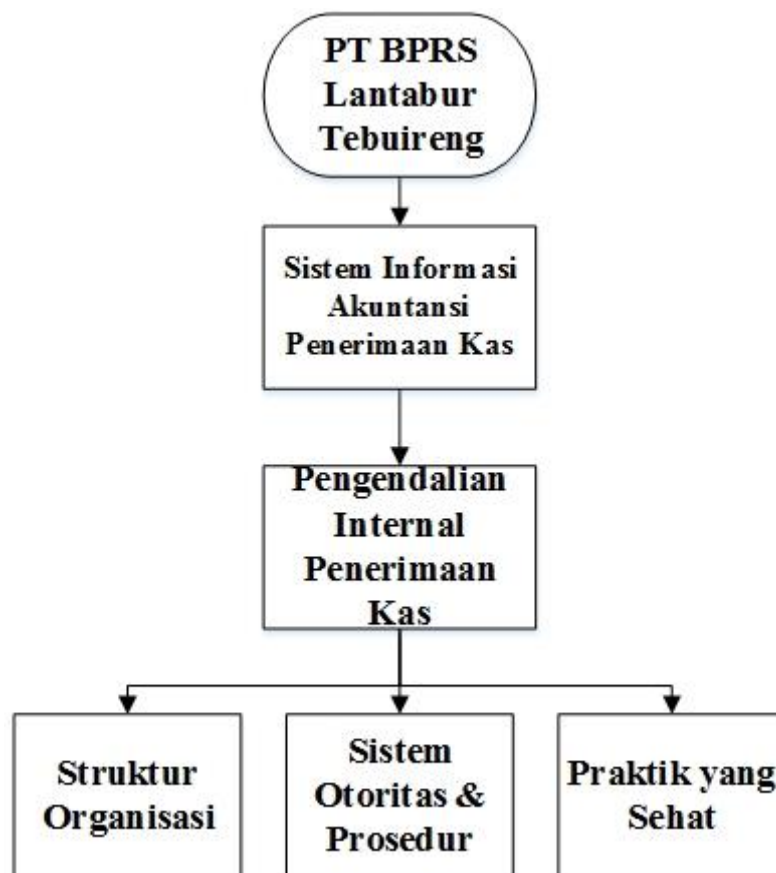 PT BPRS
Lantabur
Tebuireng
Sistem Informasi
Akuntansi
Penerimaan Kas
Pengendalian
Internal
Penerimaan
Kas
Struktur
Organisasi
Sistem
Otoritas &
Prosedur
Praktik yang
Sehat